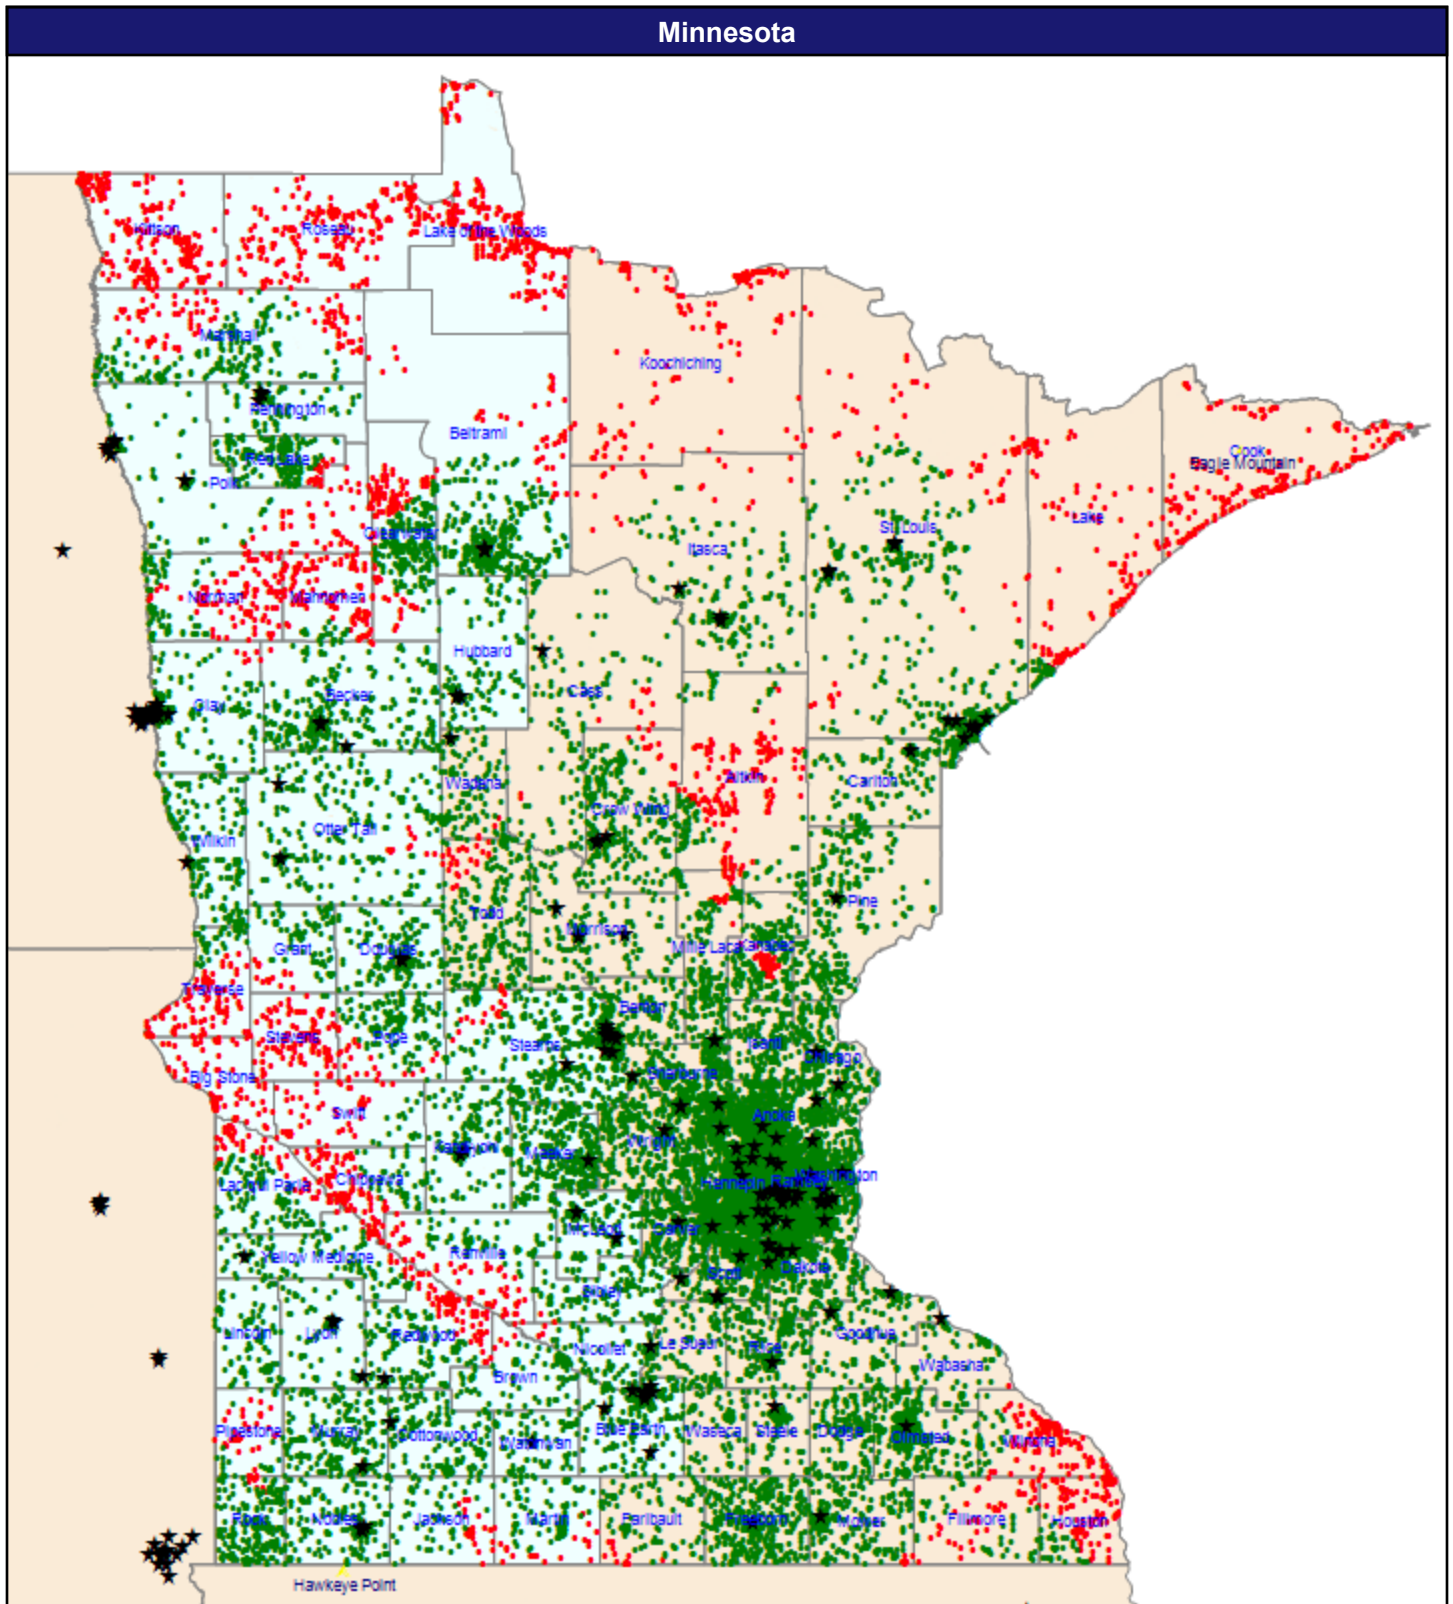 Minnesota
Kittson
Roseau
Lake of the Woods
Marshall
Koochiching
Pennington
Beltrami
Cook
Red Lake
Eagle Mountain
Polk
Lake
Clearwater
St. Louis
Itasca
Norman
Mahnomen
Hubbard
Cass
Becker
Clay
Aitkin
Wadena
Carlton
Crow Wing
Otter Tail
Wilkin
Pine
Todd
Morrison
Grant
Douglas
Mille Lacs
Kanabec
Traverse
Benton
Stevens
Pope
Stearns
Isanti
Chisago
Big Stone
Sherburne
Swift
Anoka
Wright
Kandiyohi
Meeker
Lac qui Parle
Chippewa
Hennepin
Ramsey
Washington
McLeod
Carver
Yellow Medicine
Renville
Scott
Dakota
Sibley
Lincoln
Lyon
Redwood
Nicollet
Le Sueur
Rice
Goodhue
Wabasha
Brown
Pipestone
Murray
Cottonwood
Watonwan
Blue Earth
Waseca
Steele
Dodge
Olmsted
Winona
Rock
Nobles
Jackson
Martin
Faribault
Freeborn
Mower
Fillmore
Houston
Hawkeye Point